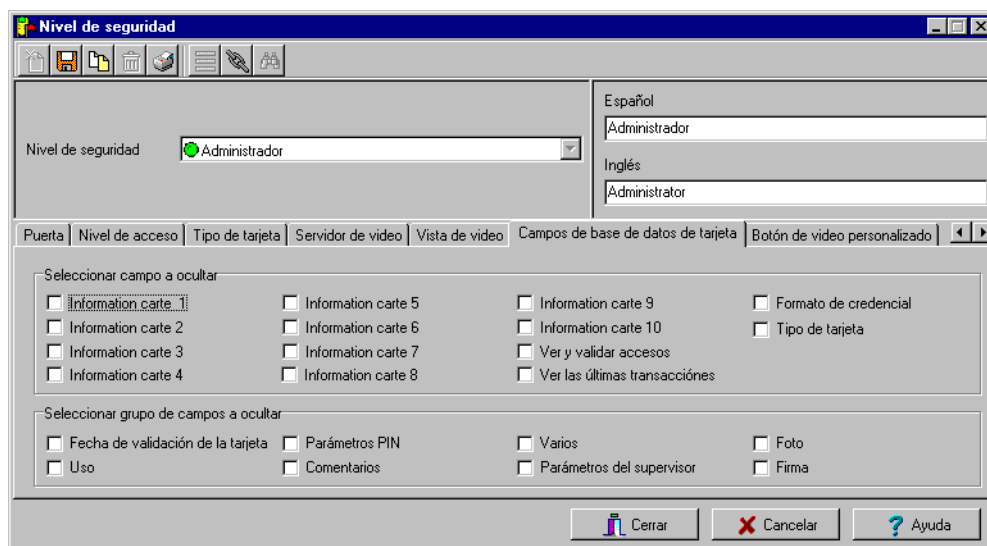 Nivel de seguridad
Español
Administrador
Nivel de seguridad Administrador
Inglés
Administrator
Puerta Nivel de acceso Tipo de tarjeta Servidor de video Vista de video Campos de base de datos de tarjeta Botón de video personalizado
Seleccionar campo a ocultar
Information carte 1 Information carte 5 Information carte 9 Formato de credencial
Information carte 2 Information carte 6 Information carte 10 Tipo de tarjeta
Information carte 3 Information carte 7 Ver y validar accesos
Information carte 4 Information carte 8 Ver las últimas transacciónes
Seleccionar grupo de campos a ocultar
Fecha de validación de la tarjeta Parámetros PIN Varios Foto
Uso Comentarios Parámetros del supervisor Firma
Cerrar Cancelar Ayuda